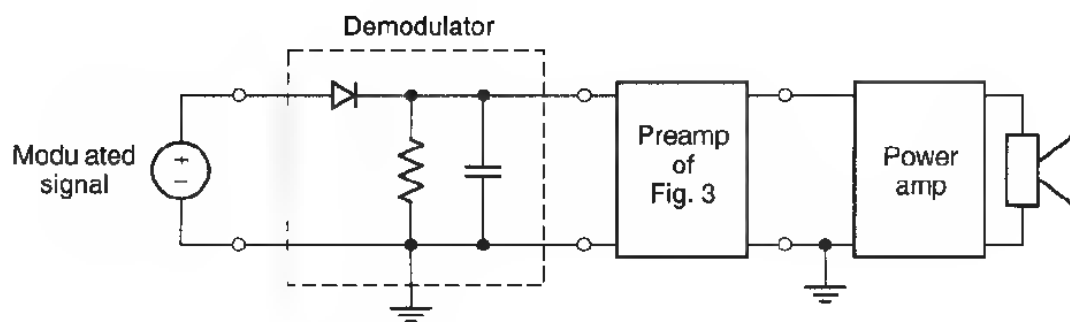 Demodulator
Modu ated
signal
+
−
Preamp
of
Fig. 3
Power
amp